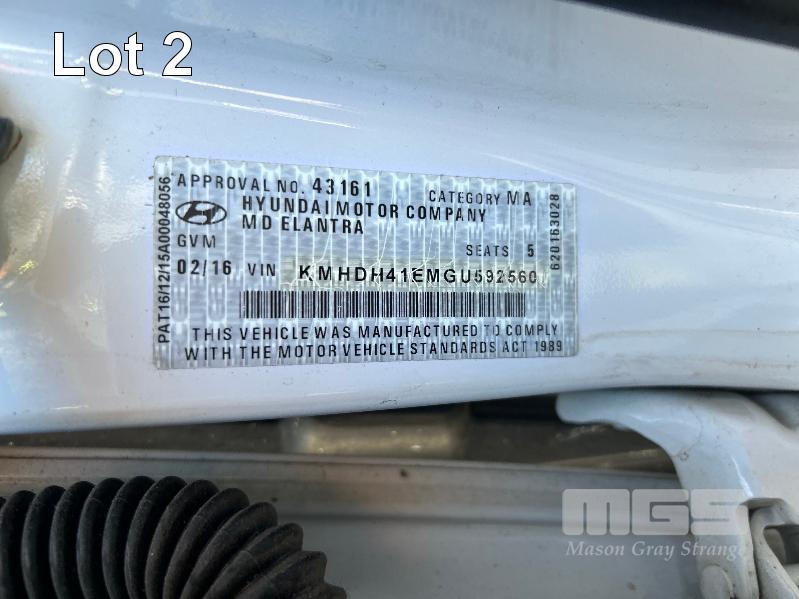 Lot 2
APPROVAL NO. 43161 CATEGORY MA
HYUNDAI MOTOR COMPANY
MD ELANTRA
GVM SEATS 5
02/16 VIN KMHDH41EMGU592560
THIS VEHICLE WAS MANUFACTURED TO COMPLY
WITH THE MOTOR VEHICLE STANDARDS ACT 1989
PAT16/12/15A00048056
620163028
MGS
Mason Gray Strange